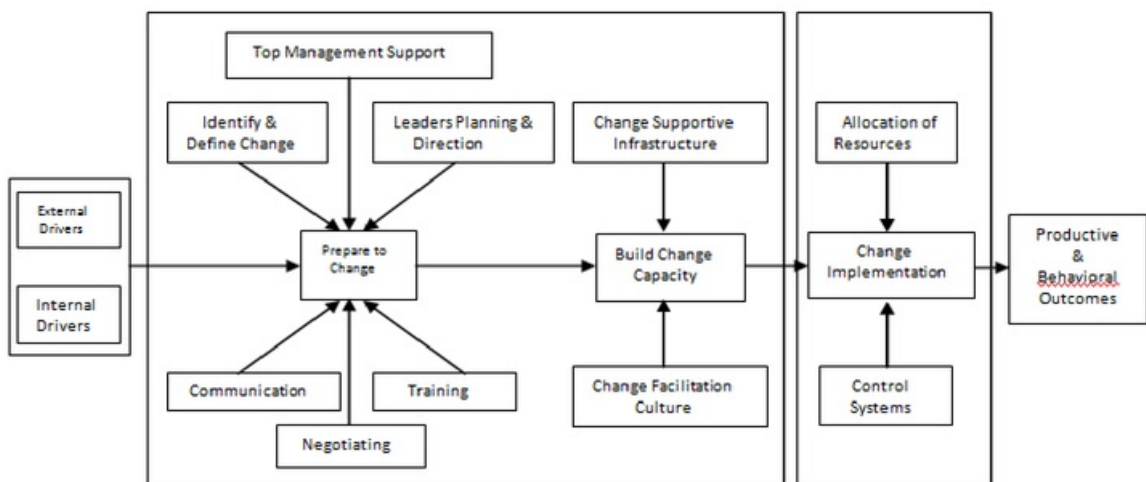 Top Management Support
Identify &
Define Change
Leaders Planning &
Direction
Change Supportive
Infrastructure
Allocation of
Resources
External
Drivers
Internal
Drivers
Prepare to
Change
Build Change
Capacity
Change
Implementation
Productive
&
Behavioral
Outcomes
Communication
Training
Negotiating
Change Facilitation
Culture
Control
Systems